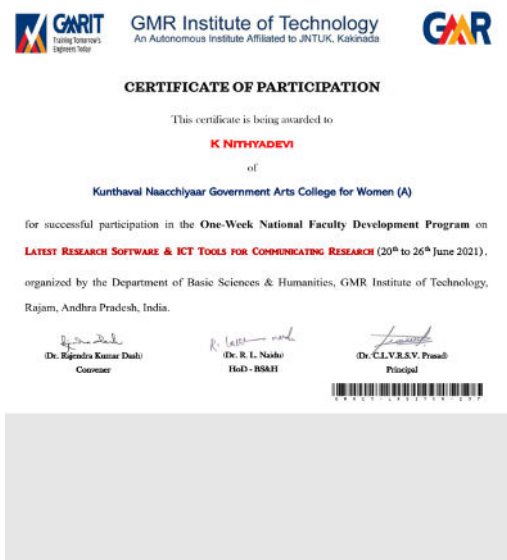 GMRIT
Training Tomorrow's
Engineers Today
GMR Institute of Technology
An Autonomous Institute Affiliated to JNTUK, Kakinada
GMR
CERTIFICATE OF PARTICIPATION
This certificate is being awarded to
K NITHYADEVI
of
Kunthavai Naacchiyaar Government Arts College for Women (A)
for successful participation in the One-Week National Faculty Development Program on
LATEST RESEARCH SOFTWARE & ICT TOOLS FOR COMMUNICATING RESEARCH (20th to 26th June 2021),
organized by the Department of Basic Sciences & Humanities, GMR Institute of Technology,
Rajam, Andhra Pradesh, India.
(Dr. Rajendra Kumar Dash)
Convener
(Dr. R. L. Naidu)
HoD - BS&H
(Dr. C.L.V.R.S.V. Prasad)
Principal